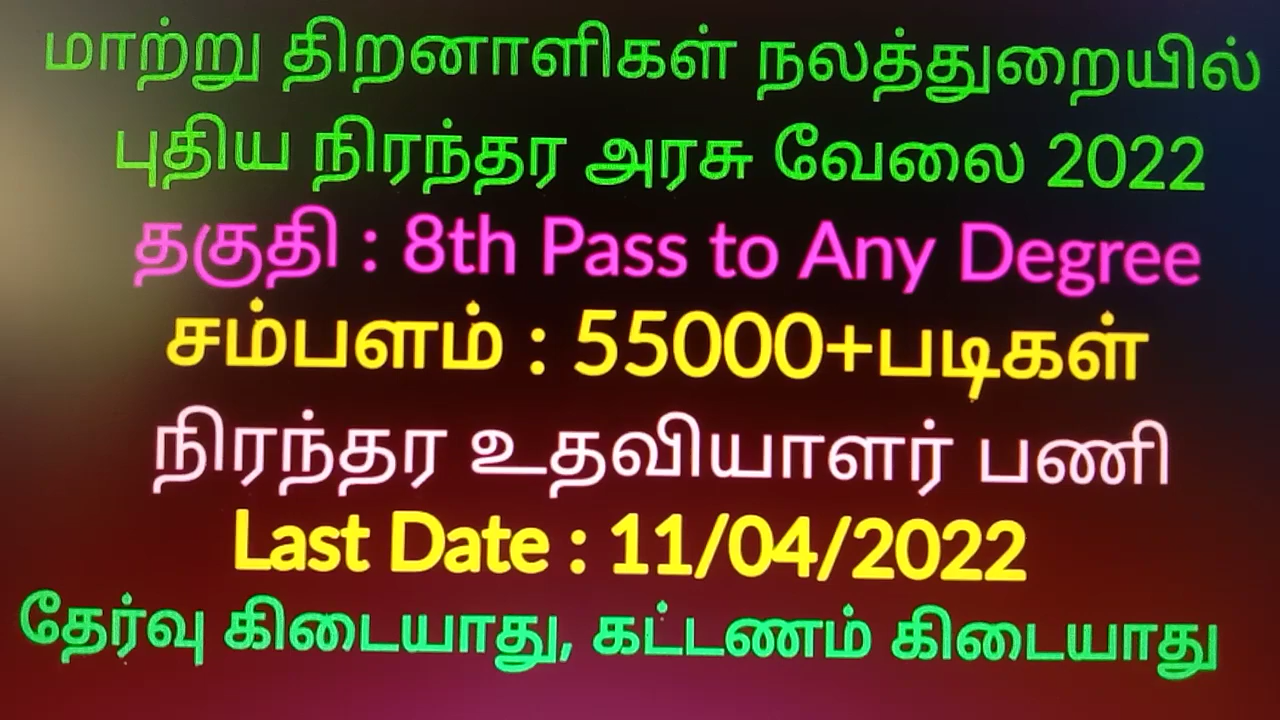 மாற்று திறனாளிகள் நலத்துறையில்
புதிய நிரந்தர அரசு வேலை 2022
தகுதி : 8th Pass to Any Degree
சம்பளம் : 55000+படிகள்
நிரந்தர உதவியாளர் பணி
Last Date : 11/04/2022
தேர்வு கிடையாது, கட்டணம் கிடையாது